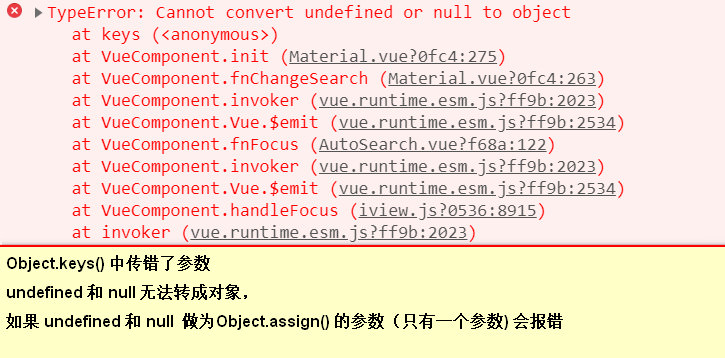 TypeError: Cannot convert undefined or null to object
at keys (<anonymous>)
at VueComponent.init (Material.vue?0fc4:275)
at VueComponent.fnChangeSearch (Material.vue?0fc4:263)
at VueComponent.invoker (vue.runtime.esm.js?ff9b:2023)
at VueComponent.Vue.$emit (vue.runtime.esm.js?ff9b:2534)
at VueComponent.fnFocus (AutoSearch.vue?f68a:122)
at VueComponent.invoker (vue.runtime.esm.js?ff9b:2023)
at VueComponent.Vue.$emit (vue.runtime.esm.js?ff9b:2534)
at VueComponent.handleFocus (iview.js?0536:8915)
at invoker (vue.runtime.esm.js?ff9b:2023)
Object.keys() 中传错了参数
undefined 和 null 无法转成对象，
如果 undefined 和 null 做为Object.assign() 的参数（只有一个参数) 会报错